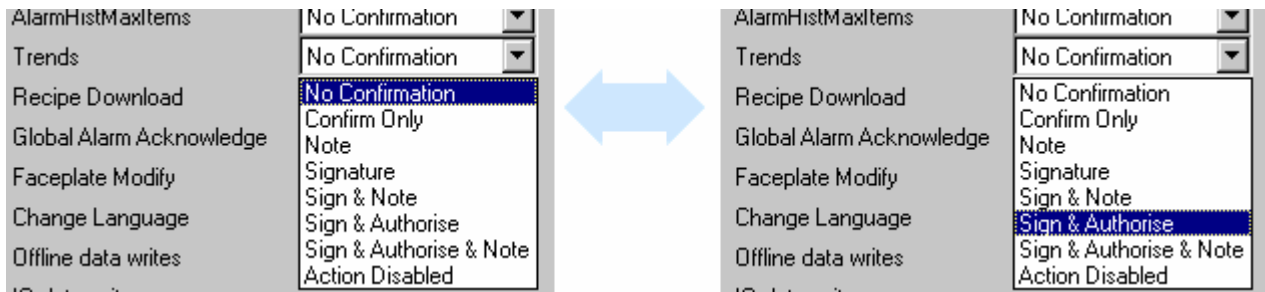 AlarmHistMaxItems No Confirmation
Trends No Confirmation
Recipe Download
Global Alarm Acknowledge
Faceplate Modify
Change Language
Offline data writes
No Confirmation
Confirm Only
Note
Signature
Sign & Note
Sign & Authorise
Sign & Authorise & Note
Action Disabled
AlarmHistMaxItems No Confirmation
Trends No Confirmation
Recipe Download
Global Alarm Acknowledge
Faceplate Modify
Change Language
Offline data writes
No Confirmation
Confirm Only
Note
Signature
Sign & Note
Sign & Authorise
Sign & Authorise & Note
Action Disabled